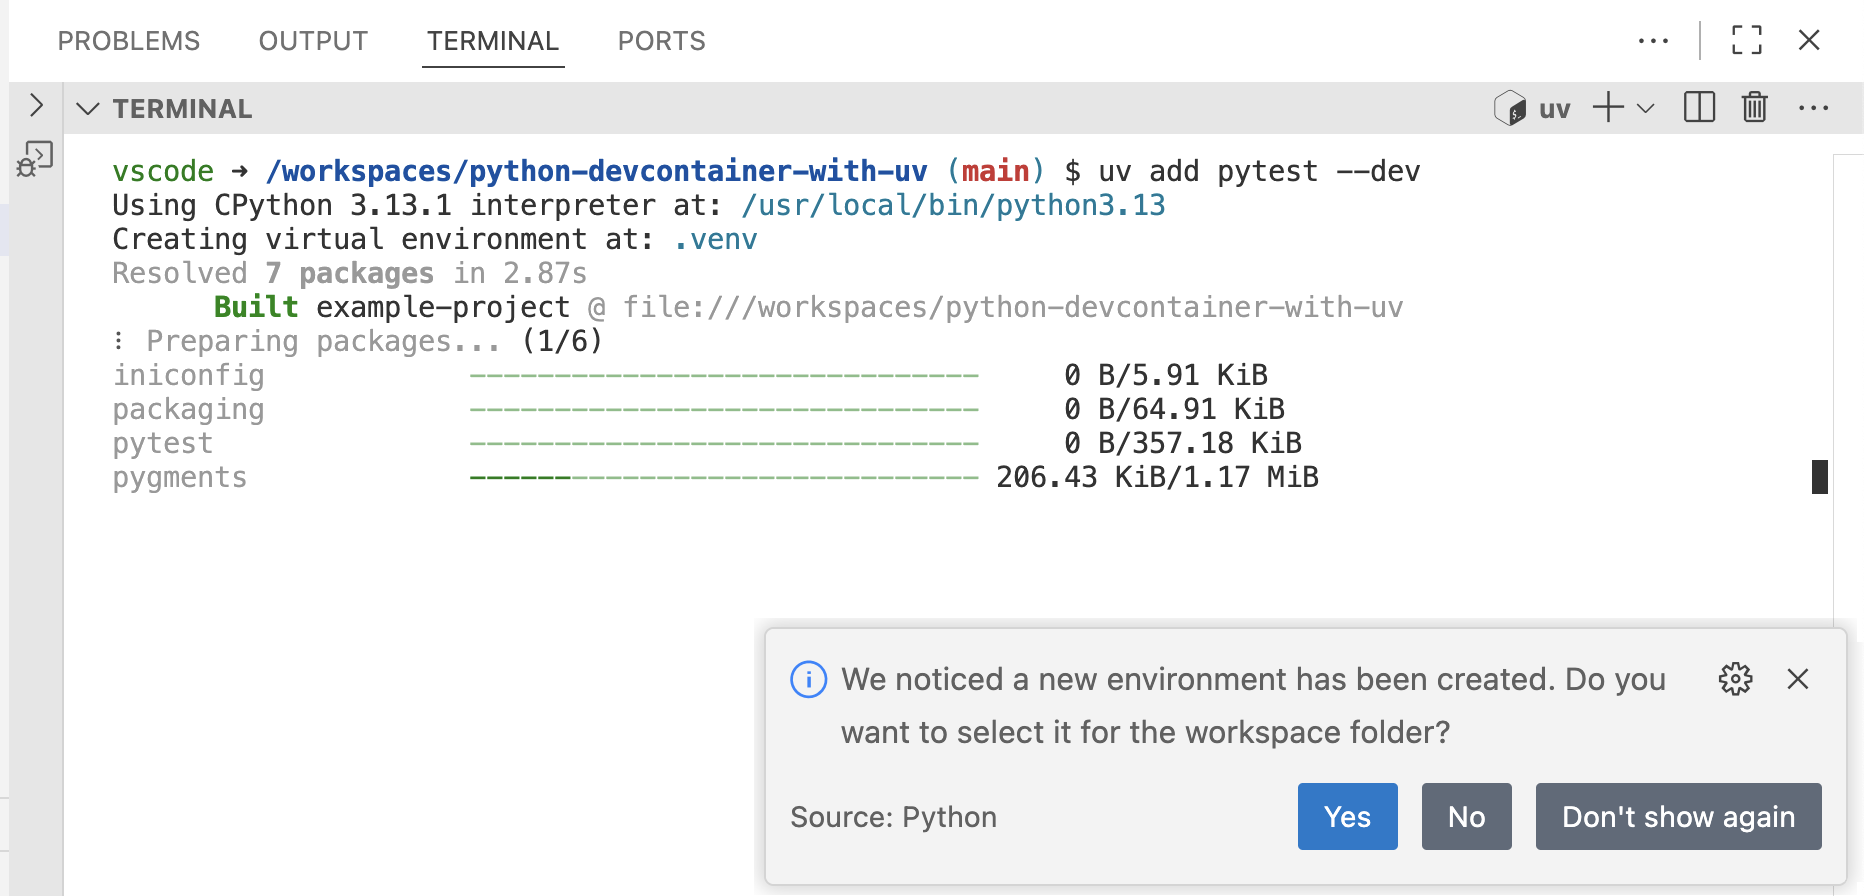 PROBLEMS OUTPUT TERMINAL PORTS
TERMINAL
uv
vscode ➜ /workspaces/python-devcontainer-with-uv (main) $ uv add pytest --dev
Using CPython 3.13.1 interpreter at: /usr/local/bin/python3.13
Creating virtual environment at: .venv
Resolved 7 packages in 2.87s
Built example-project @ file:///workspaces/python-devcontainer-with-uv
⠇ Preparing packages... (1/6)
iniconfig ------------------------------ 0 B/5.91 KiB
packaging ------------------------------ 0 B/64.91 KiB
pytest ------------------------------ 0 B/357.18 KiB
pygments ------------------------------ 206.43 KiB/1.17 MiB
We noticed a new environment has been created. Do you
want to select it for the workspace folder?
Source: Python
Yes
No
Don't show again